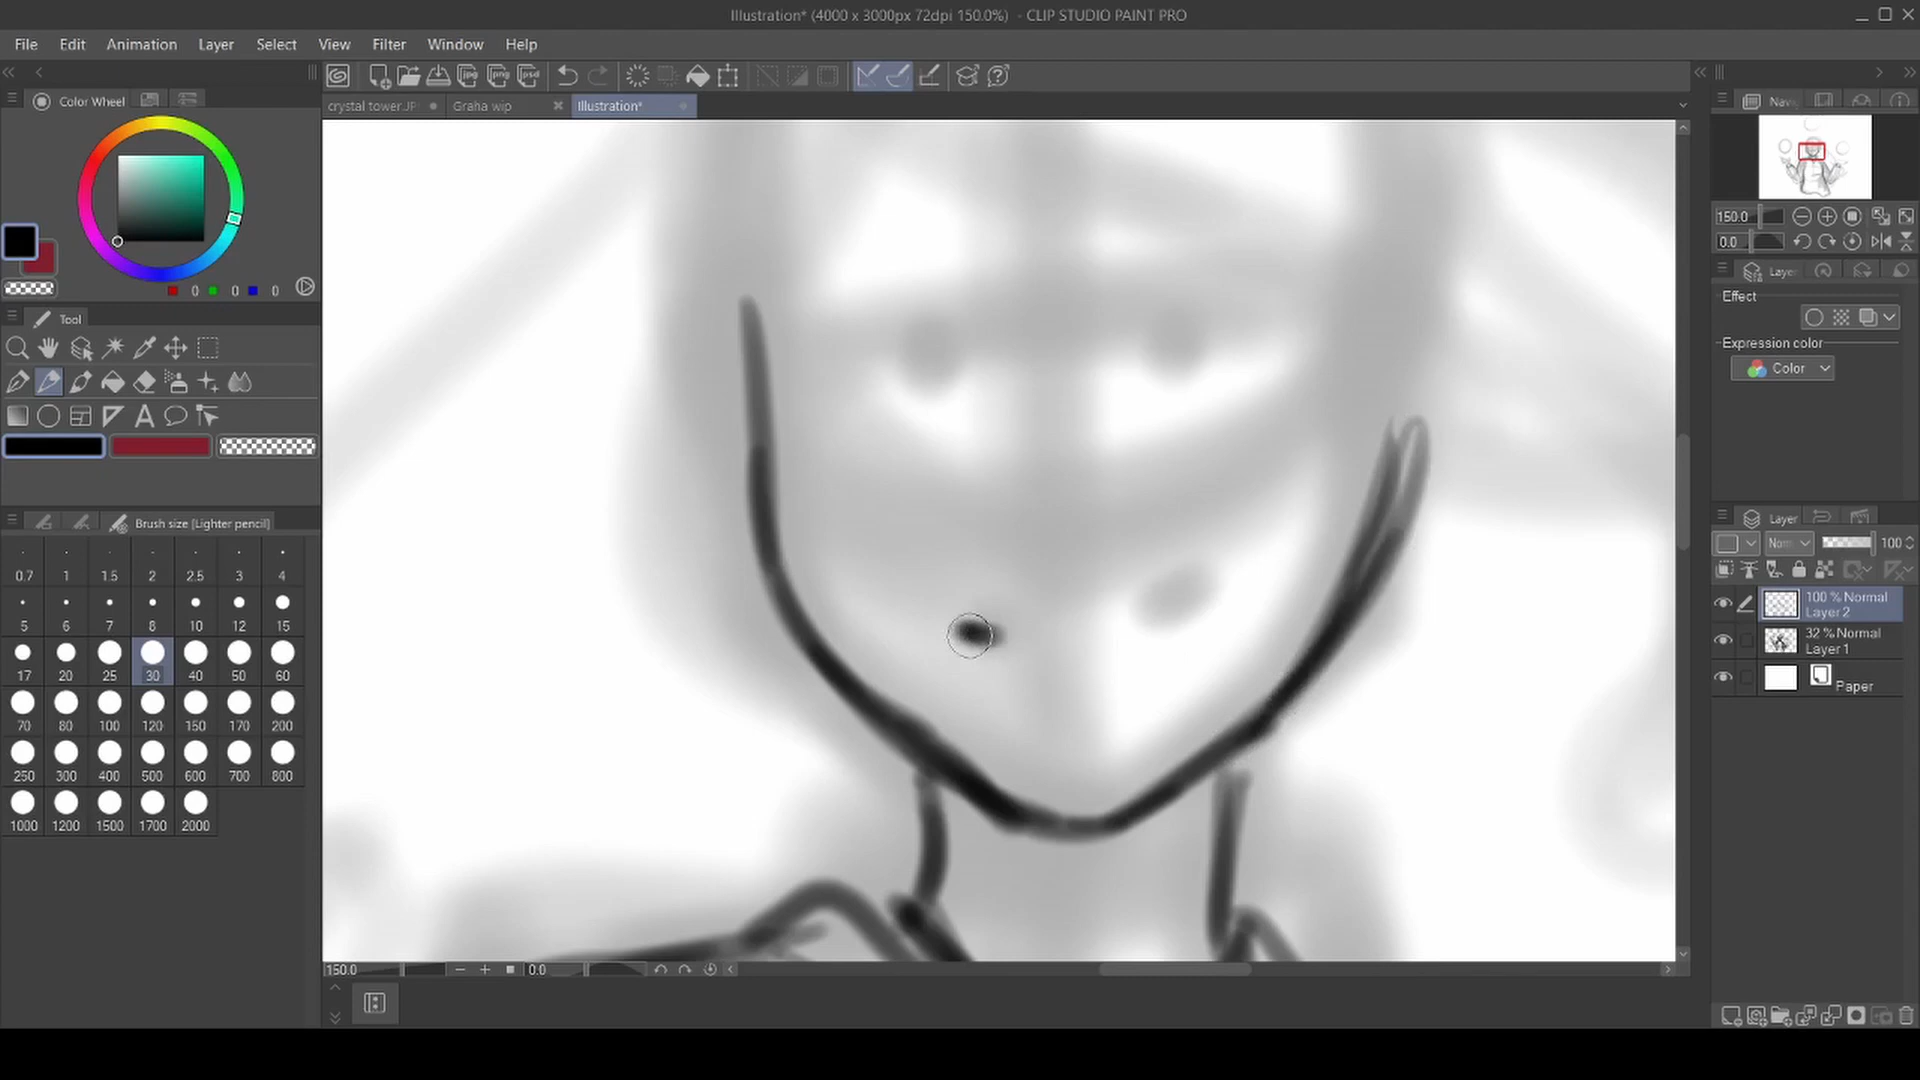 Illustration* (4000 x 3000px 72dpi 150.0%) - CLIP STUDIO PAINT PRO
File Edit Animation Layer Select View Filter Window Help
crystal tower.JP Graha wip Illustration*
Color Wheel
0 0 0
Tool
Brush size [Lighter pencil]
0.7 1 1.5 2 2.5 3 4
5 6 7 8 10 12 15
17 20 25 30 40 50 60
70 80 100 120 150 170 200
250 300 400 500 600 700 800
1000 1200 1500 1700 2000
150.0 0.0
Nav
150.0
0.0
Layer
Effect
Expression color
Color
Layer
Norm 100
100 % Normal
Layer 2
32 % Normal
Layer 1
Paper